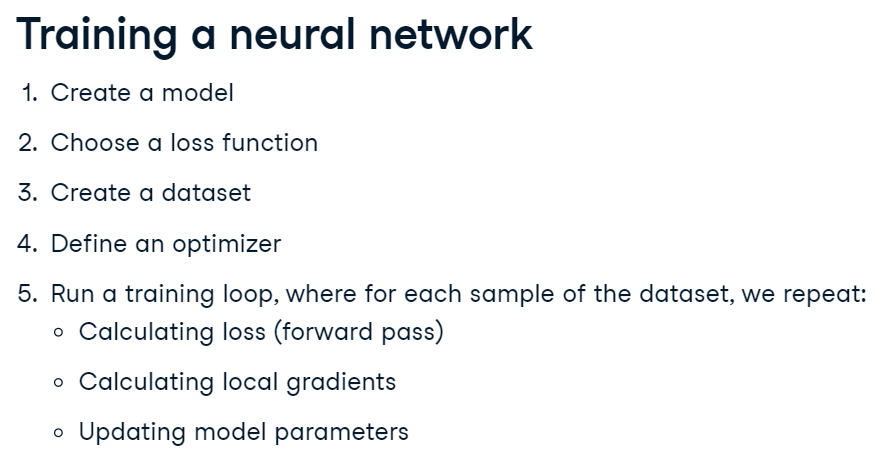 Training a neural network
1. Create a model
2. Choose a loss function
3. Create a dataset
4. Define an optimizer
5. Run a training loop, where for each sample of the dataset, we repeat:
◦ Calculating loss (forward pass)
◦ Calculating local gradients
◦ Updating model parameters